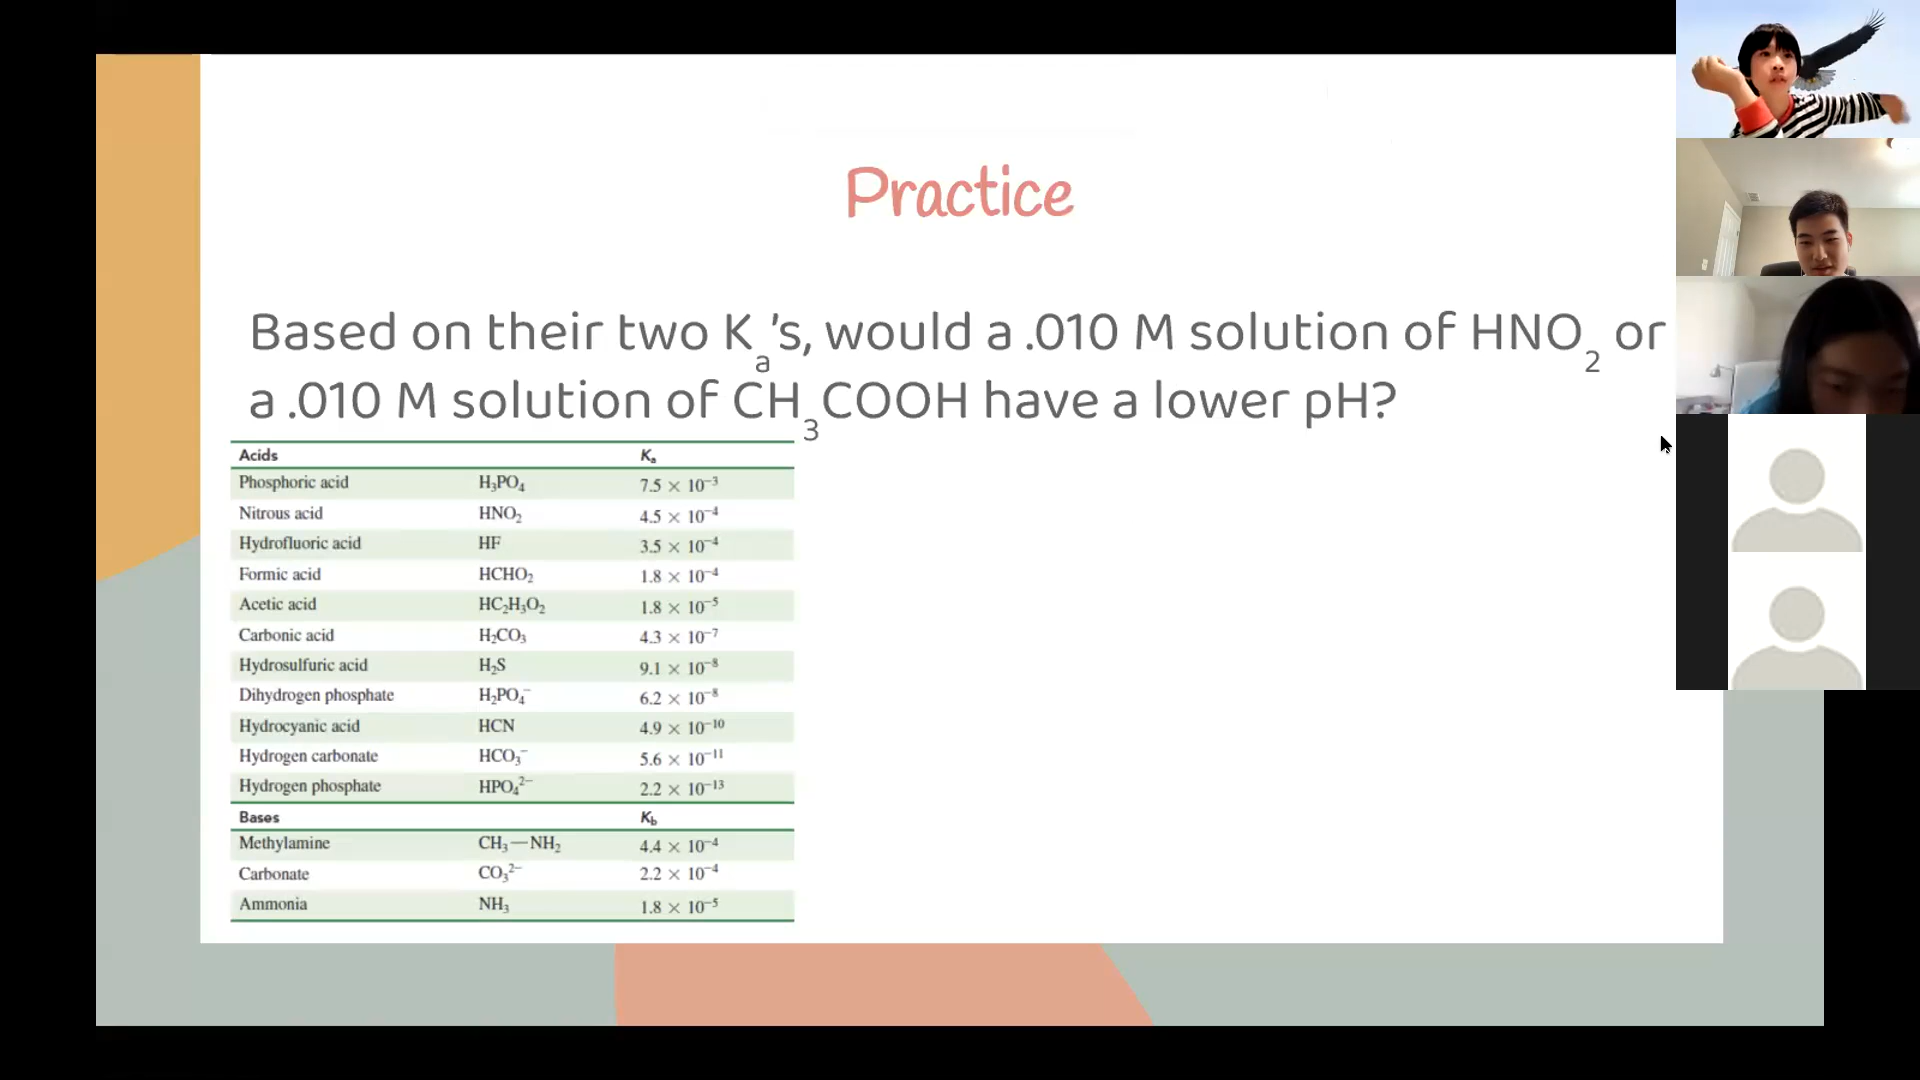 Practice
Based on their two Kₐ's, would a .010 M solution of HNO₂ or
a .010 M solution of CH₃COOH have a lower pH?
Acids Kₐ
Phosphoric acid H₃PO₄ 7.5 × 10⁻³
Nitrous acid HNO₂ 4.5 × 10⁻⁴
Hydrofluoric acid HF 3.5 × 10⁻⁴
Formic acid HCHO₂ 1.8 × 10⁻⁴
Acetic acid HC₂H₃O₂ 1.8 × 10⁻⁵
Carbonic acid H₂CO₃ 4.3 × 10⁻⁷
Hydrosulfuric acid H₂S 9.1 × 10⁻⁸
Dihydrogen phosphate H₂PO₄⁻ 6.2 × 10⁻⁸
Hydrocyanic acid HCN 4.9 × 10⁻¹⁰
Hydrogen carbonate HCO₃⁻ 5.6 × 10⁻¹¹
Hydrogen phosphate HPO₄²⁻ 2.2 × 10⁻¹³
Bases K_b
Methylamine CH₃—NH₂ 4.4 × 10⁻⁴
Carbonate CO₃²⁻ 2.2 × 10⁻⁴
Ammonia NH₃ 1.8 × 10⁻⁵